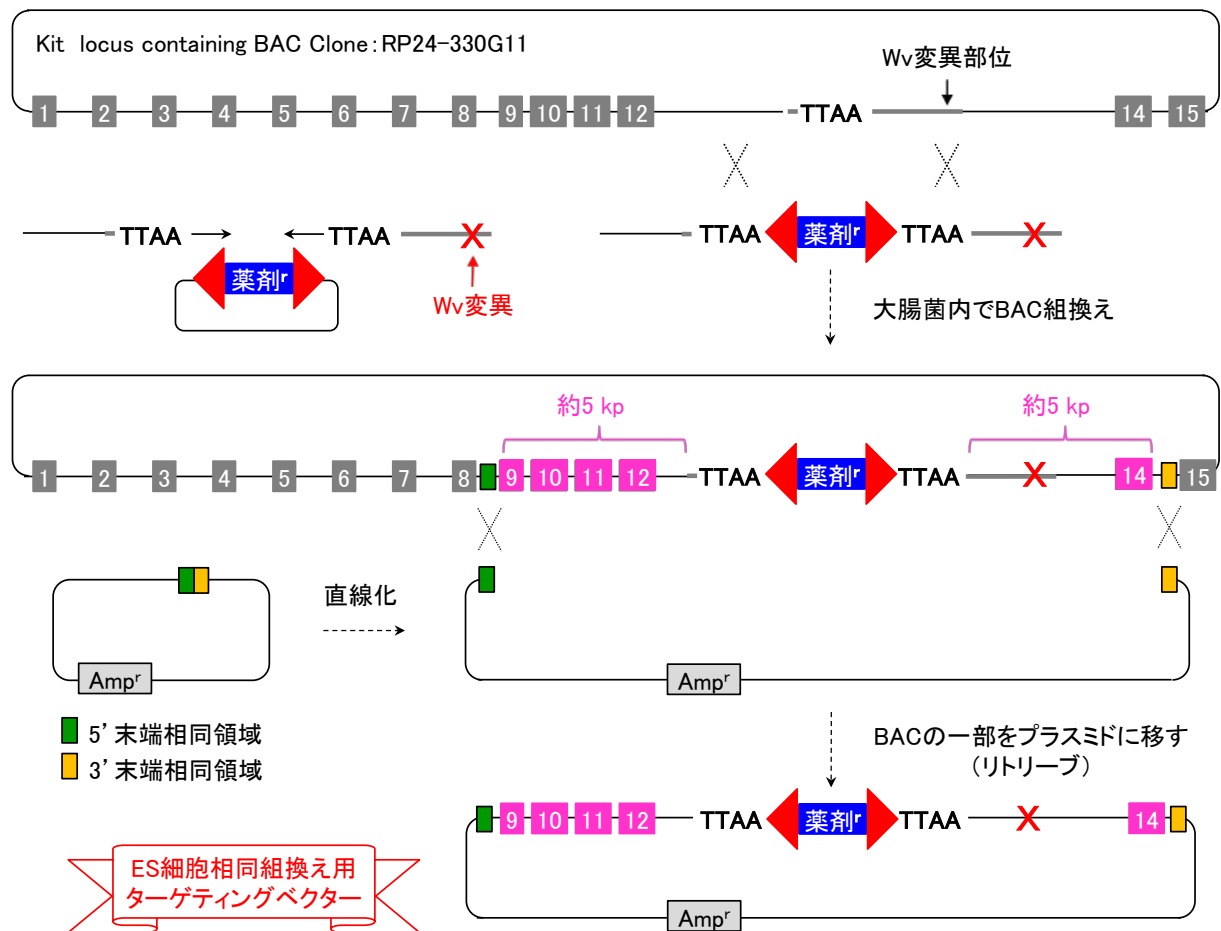 Kit locus containing BAC Clone:RP24-330G11
Wv変異部位
1 2 3 4 5 6 7 8 9 10 11 12 TTAA 14 15
TTAA TTAA TTAA 薬剤r TTAA
薬剤r
Wv変異
大腸菌内でBAC組換え
約5 kp 約5 kp
1 2 3 4 5 6 7 8 9 10 11 12 TTAA 薬剤r TTAA 14 15
直線化
Ampr Ampr
5’末端相同領域
3’末端相同領域
BACの一部をプラスミドに移す
(リトリーブ)
9 10 11 12 TTAA 薬剤r TTAA 14
ES細胞相同組換え用
ターゲティングベクター
Ampr